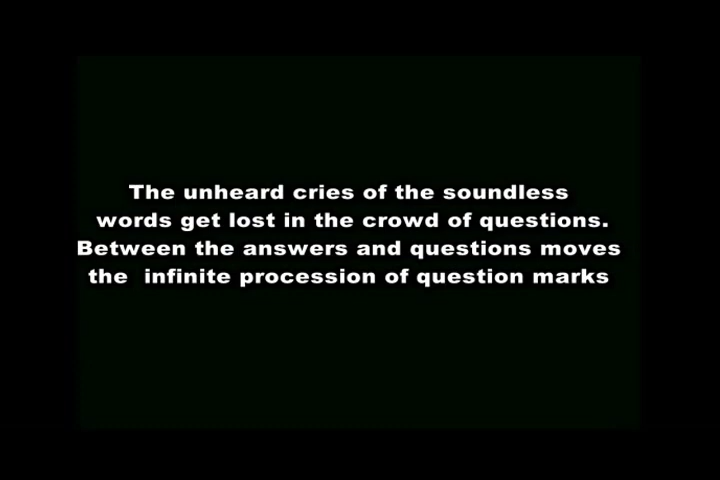 The unheard cries of the soundless
words get lost in the crowd of questions.
Between the answers and questions moves
the infinite procession of question marks